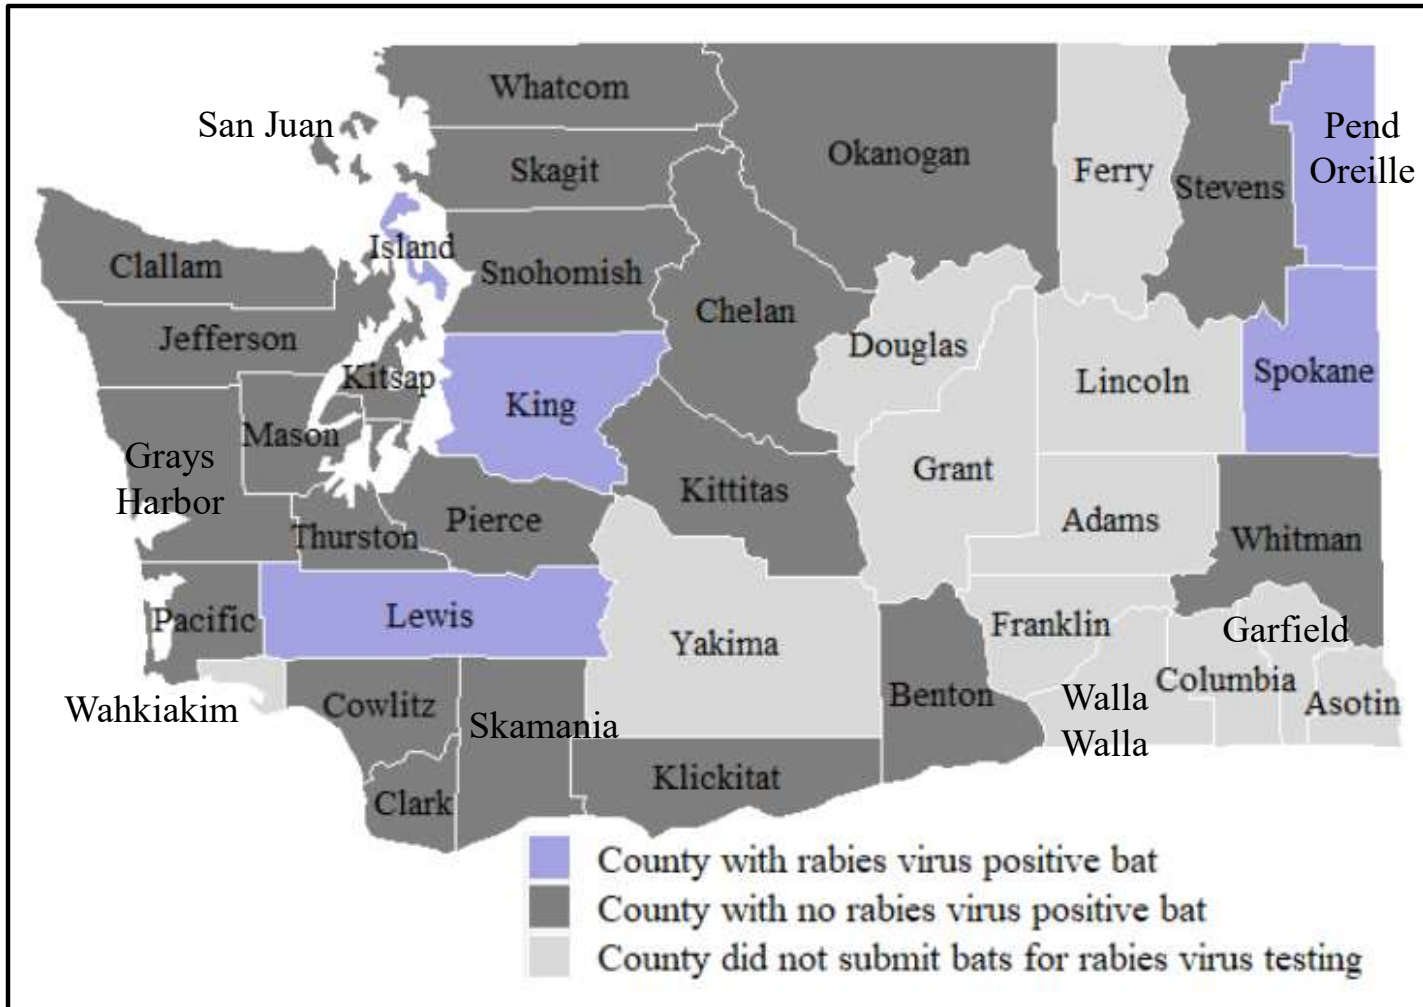 Whatcom
San Juan
Okanogan
Pend
Oreille
Skagit
Ferry
Stevens
Island
Clallam
Snohomish
Chelan
Jefferson
Douglas
Kitsap
Lincoln
Spokane
King
Mason
Grays
Harbor
Grant
Kittitas
Pierce
Adams
Thurston
Whitman
Pacific
Lewis
Franklin
Garfield
Yakima
Columbia
Wahkiakim
Cowlitz
Skamania
Benton
Walla
Walla
Asotin
Klickitat
Clark
County with rabies virus positive bat
County with no rabies virus positive bat
County did not submit bats for rabies virus testing